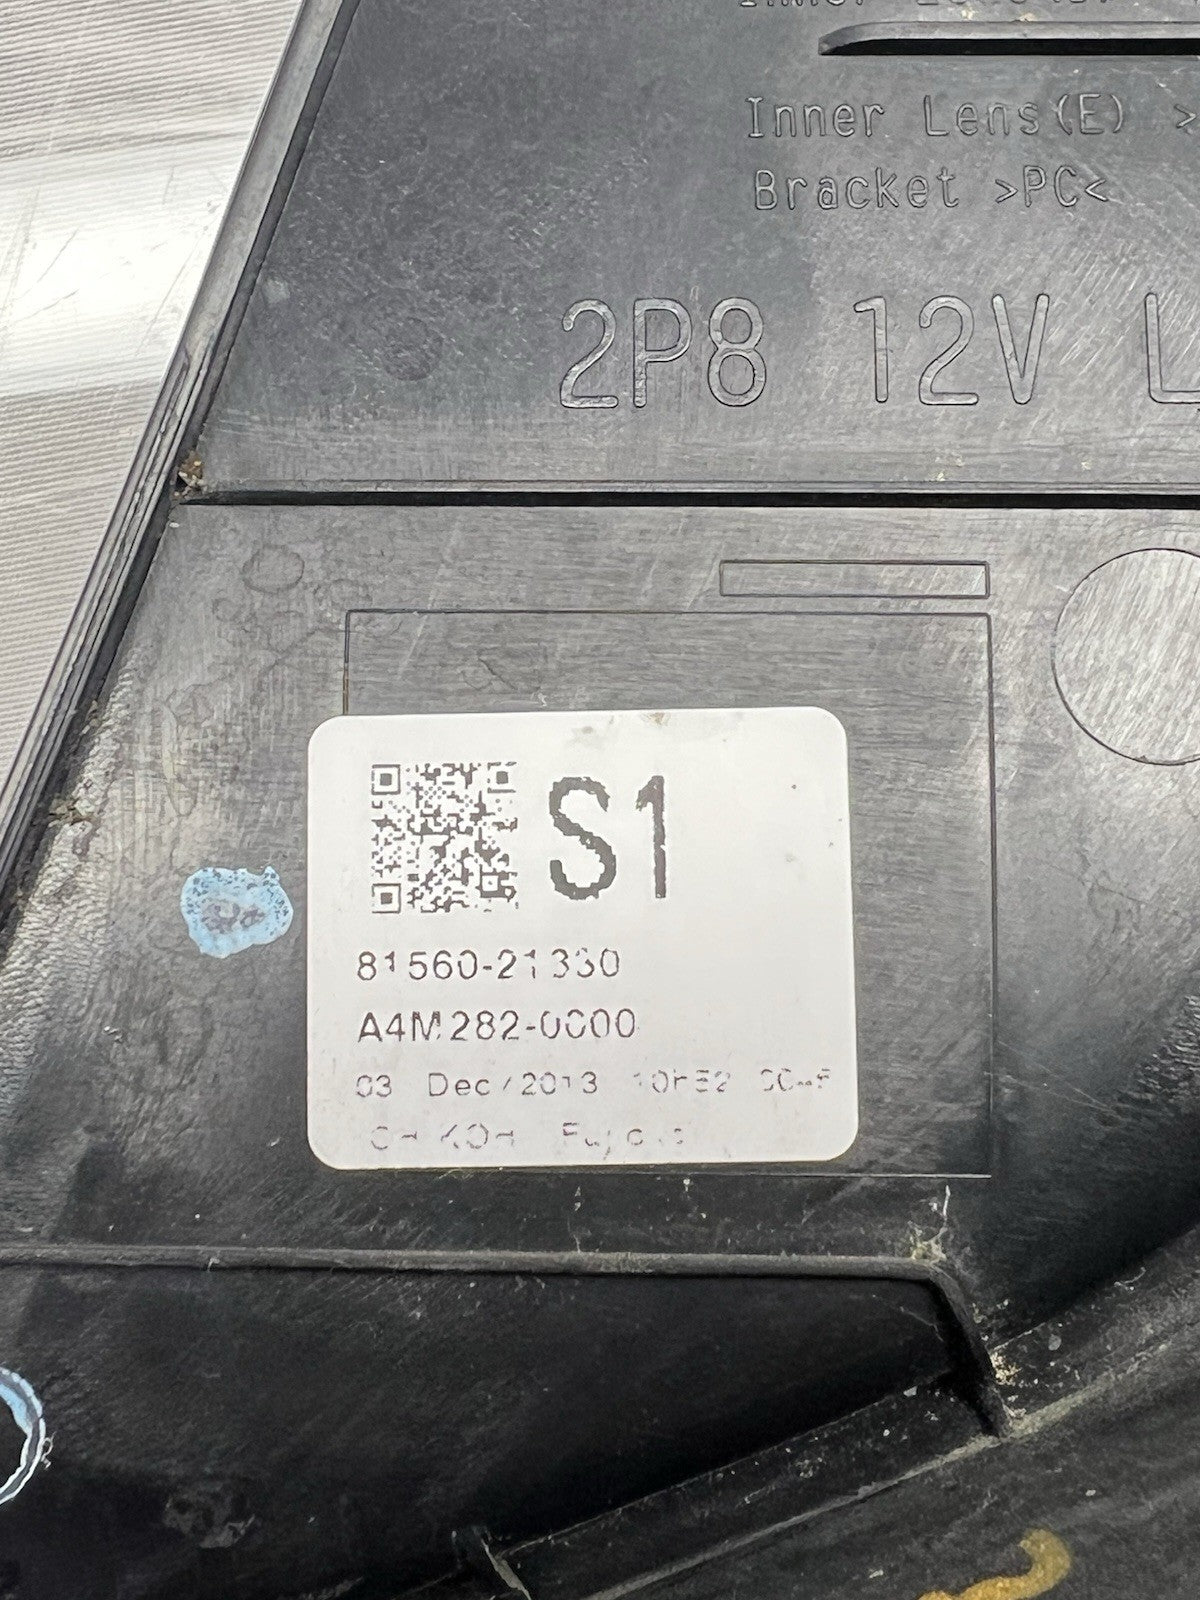 Inner Lens(E) >
Bracket >PC<
2P8 12V L
S1
81560-21330
A4M282-0000
03 Dec/2013